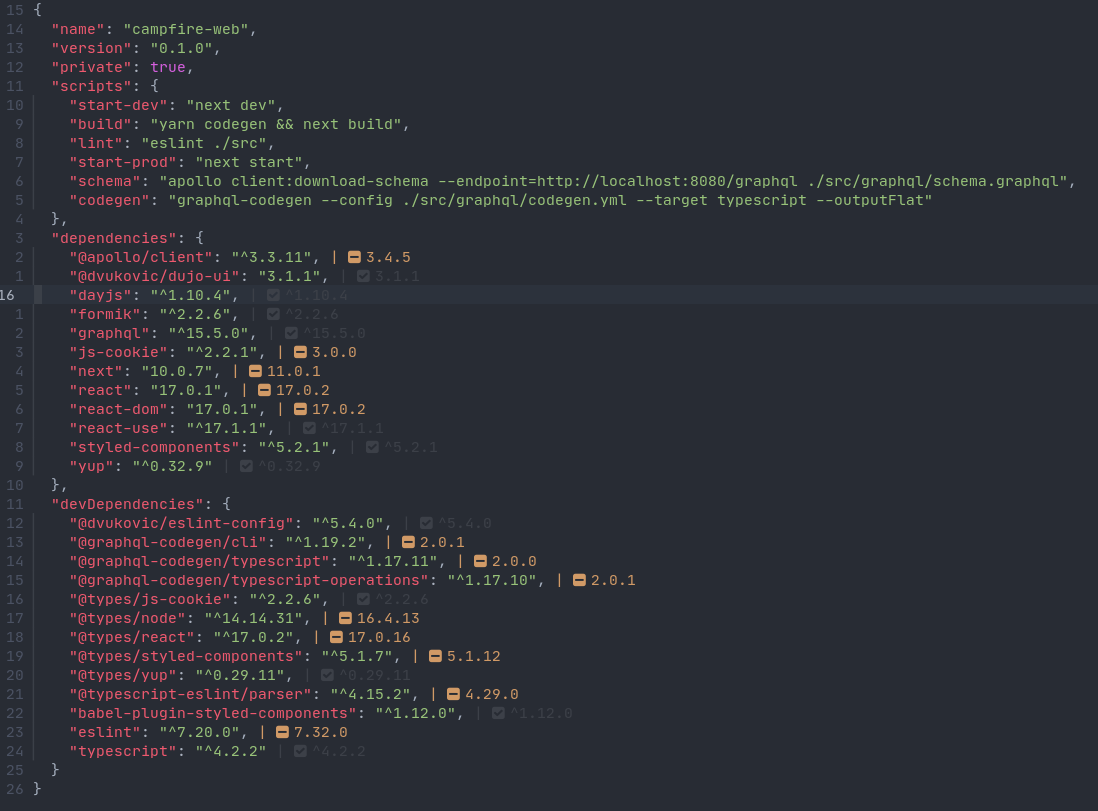 15 {
14   "name": "campfire-web",
13   "version": "0.1.0",
12   "private": true,
11   "scripts": {
10     "start-dev": "next dev",
9     "build": "yarn codegen && next build",
8     "lint": "eslint ./src",
7     "start-prod": "next start",
6     "schema": "apollo client:download-schema --endpoint=http://localhost:8080/graphql ./src/graphql/schema.graphql",
5     "codegen": "graphql-codegen --config ./src/graphql/codegen.yml --target typescript --outputFlat"
4   },
3   "dependencies": {
2     "@apollo/client": "^3.3.11", | 3.4.5
1     "@dvukovic/dujo-ui": "3.1.1", | 3.1.1
16     "dayjs": "^1.10.4", | ^1.10.4
1     "formik": "^2.2.6", | ^2.2.6
2     "graphql": "^15.5.0", | ^15.5.0
3     "js-cookie": "^2.2.1", | 3.0.0
4     "next": "10.0.7", | 11.0.1
5     "react": "17.0.1", | 17.0.2
6     "react-dom": "17.0.1", | 17.0.2
7     "react-use": "^17.1.1", | ^17.1.1
8     "styled-components": "^5.2.1", | ^5.2.1
9     "yup": "^0.32.9" | ^0.32.9
10   },
11   "devDependencies": {
12     "@dvukovic/eslint-config": "^5.4.0", | ^5.4.0
13     "@graphql-codegen/cli": "^1.19.2", | 2.0.1
14     "@graphql-codegen/typescript": "^1.17.11", | 2.0.0
15     "@graphql-codegen/typescript-operations": "^1.17.10", | 2.0.1
16     "@types/js-cookie": "^2.2.6", | ^2.2.6
17     "@types/node": "^14.14.31", | 16.4.13
18     "@types/react": "^17.0.2", | 17.0.16
19     "@types/styled-components": "^5.1.7", | 5.1.12
20     "@types/yup": "^0.29.11", | ^0.29.11
21     "@typescript-eslint/parser": "^4.15.2", | 4.29.0
22     "babel-plugin-styled-components": "^1.12.0", | ^1.12.0
23     "eslint": "^7.20.0", | 7.32.0
24     "typescript": "^4.2.2" | ^4.2.2
25   }
26 }